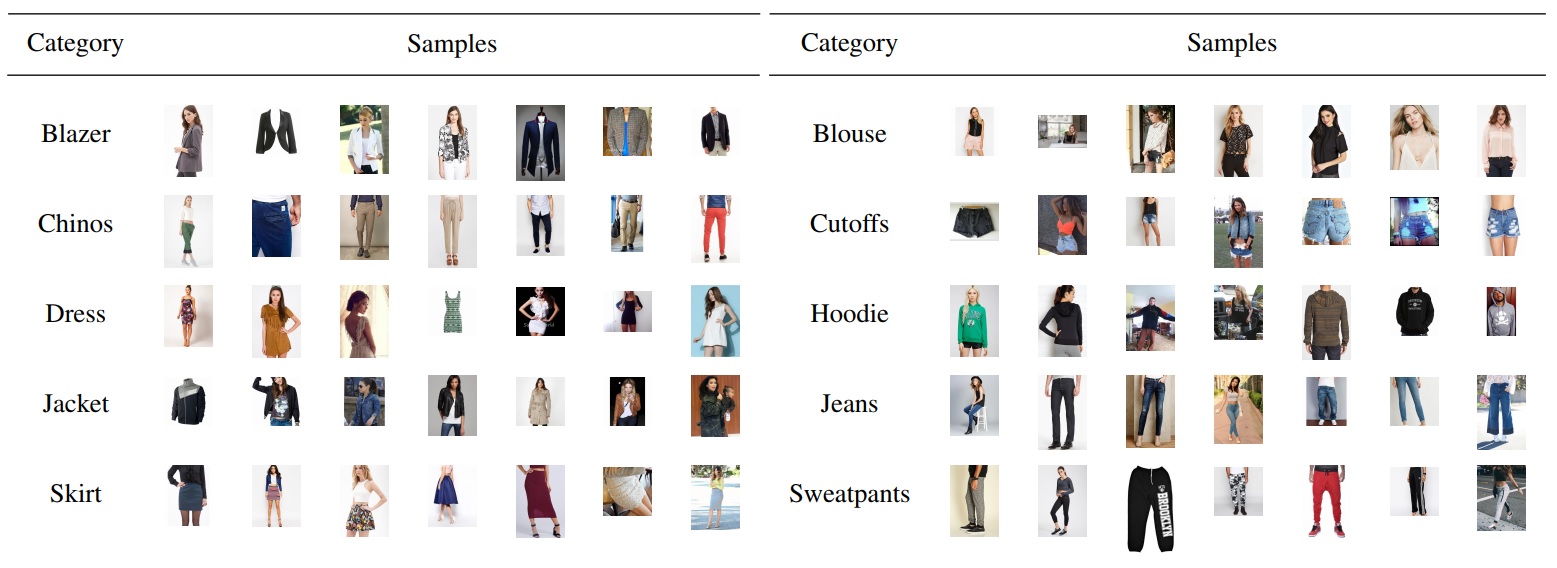 Category Samples
Blazer
Chinos
Dress
Jacket
Skirt
Category Samples
Blouse
Cutoffs
Hoodie
Jeans
Sweatpants
BROOKLYN